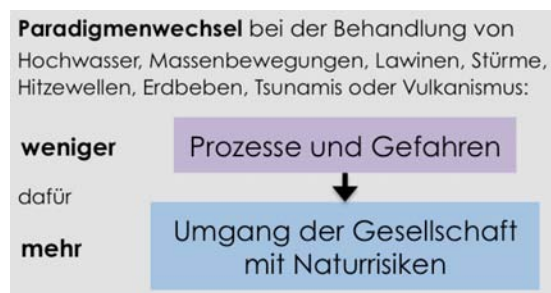 Paradigmenwechsel bei der Behandlung von
Hochwasser, Massenbewegungen, Lawinen, Stürme,
Hitzewellen, Erdbeben, Tsunamis oder Vulkanismus:
weniger
Prozesse und Gefahren
dafür
mehr
Umgang der Gesellschaft
mit Naturrisiken